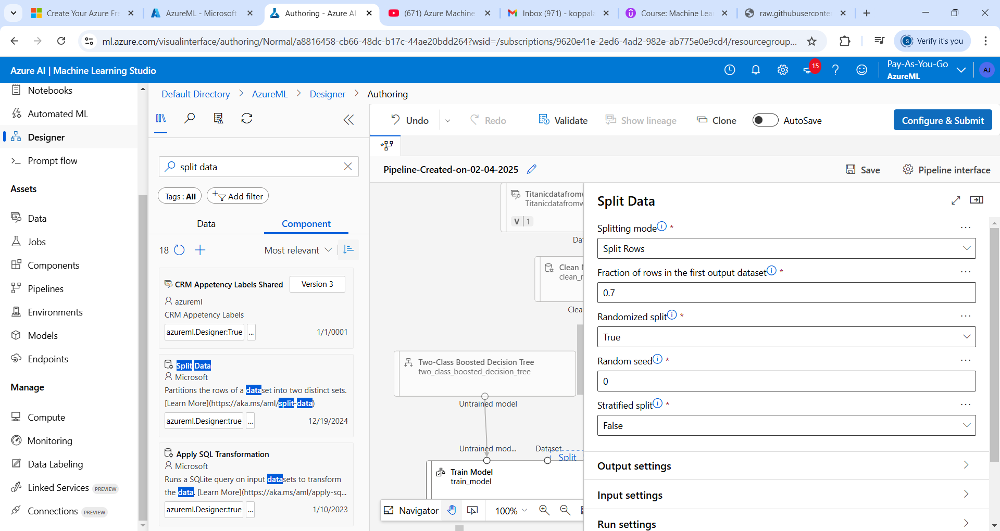 Create Your Azure Fre
AzureML - Microsoft
Authoring - Azure AI
(671) Azure Machine
Inbox (971) - koppala
Course: Machine Lea
raw.githubuserconter
ml.azure.com/visualinterface/authoring/Normal/a8816458-cb66-48dc-b17c-44ae20bdd264?wsid=/subscriptions/9620e41e-2ed6-4ad2-982e-ab775e0e9cd4/resourcegroup...
Verify it's you
Azure AI | Machine Learning Studio
15
Pay-As-You-Go
AzureML
AJ
Notebooks
Automated ML
Designer
Prompt flow
Assets
Data
Jobs
Components
Pipelines
Environments
Models
Endpoints
Manage
Compute
Monitoring
Data Labeling
Linked Services PREVIEW
Connections PREVIEW
Default Directory > AzureML > Designer > Authoring
split data
Tags : All
Add filter
Data
Component
18
Most relevant
CRM Appetency Labels Shared
Version 3
azureml
CRM Appetency Labels
azureml.Designer:True
...
1/1/0001
Split Data
Microsoft
Partitions the rows of a dataset into two distinct sets.
[Learn More](https://aka.ms/aml/split-data)
azureml.Designer:true
...
12/19/2024
Apply SQL Transformation
Microsoft
Runs a SQLite query on input datasets to transform
the data. [Learn More](https://aka.ms/aml/apply-sq...
azureml.Designer:true
...
1/10/2023
Undo
Redo
Validate
Show lineage
Clone
AutoSave
Configure & Submit
Pipeline-Created-on-02-04-2025
Save
Pipeline interface
Titanicdatafromw
Titanicdatafromw
V 1
Dat
Clean M
clean_m
Clea
Two-Class Boosted Decision Tree
two_class_boosted_decision_tree
Untrained model
Untrained mod...
Dataset
Split
Train Model
train_model
Navigator
100%
Split Data
Splitting mode *
Split Rows
Fraction of rows in the first output dataset *
0.7
Randomized split *
True
Random seed *
0
Stratified split *
False
Output settings
Input settings
Run settings